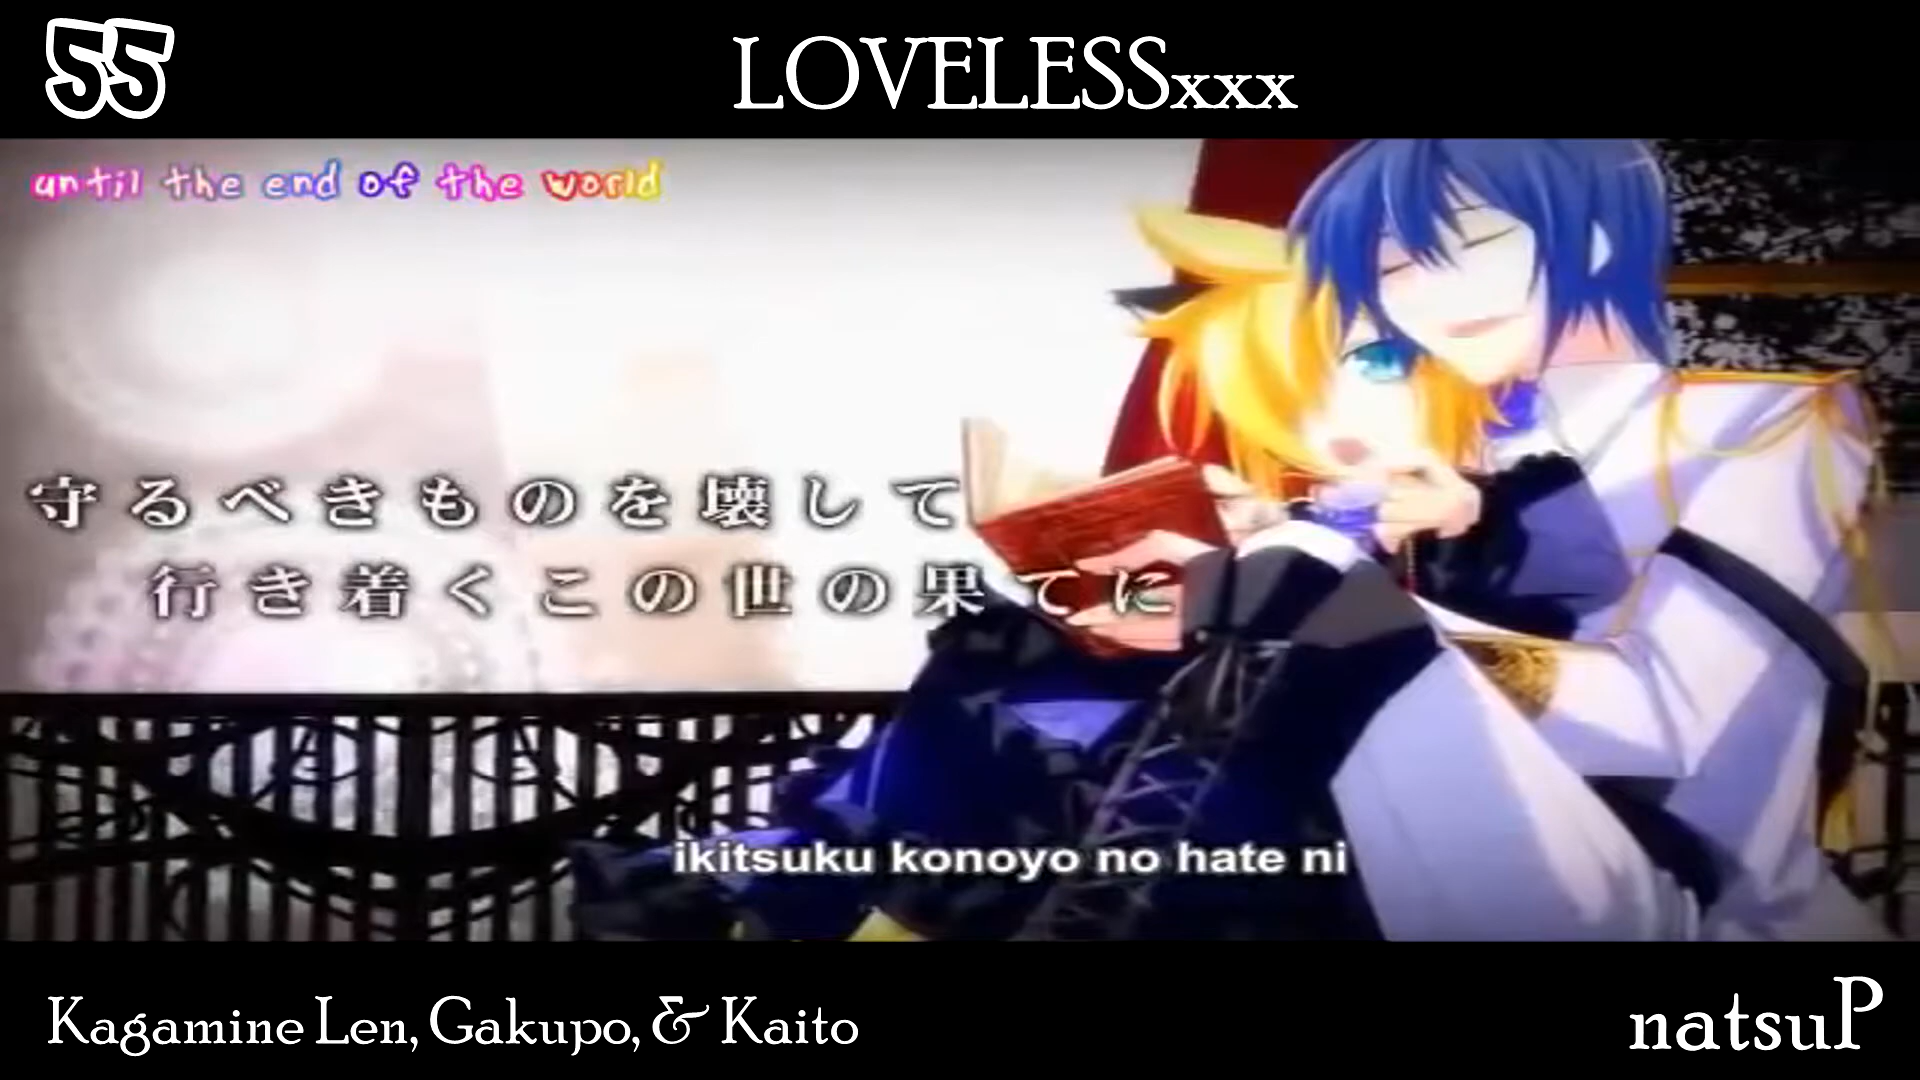 55
LOVELESSxxx
until the end of the world
守るべきものを壊して
行き着くこの世の果てに
ikitsuku konoyo no hate ni
Kagamine Len, Gakupo, & Kaito
natsuP